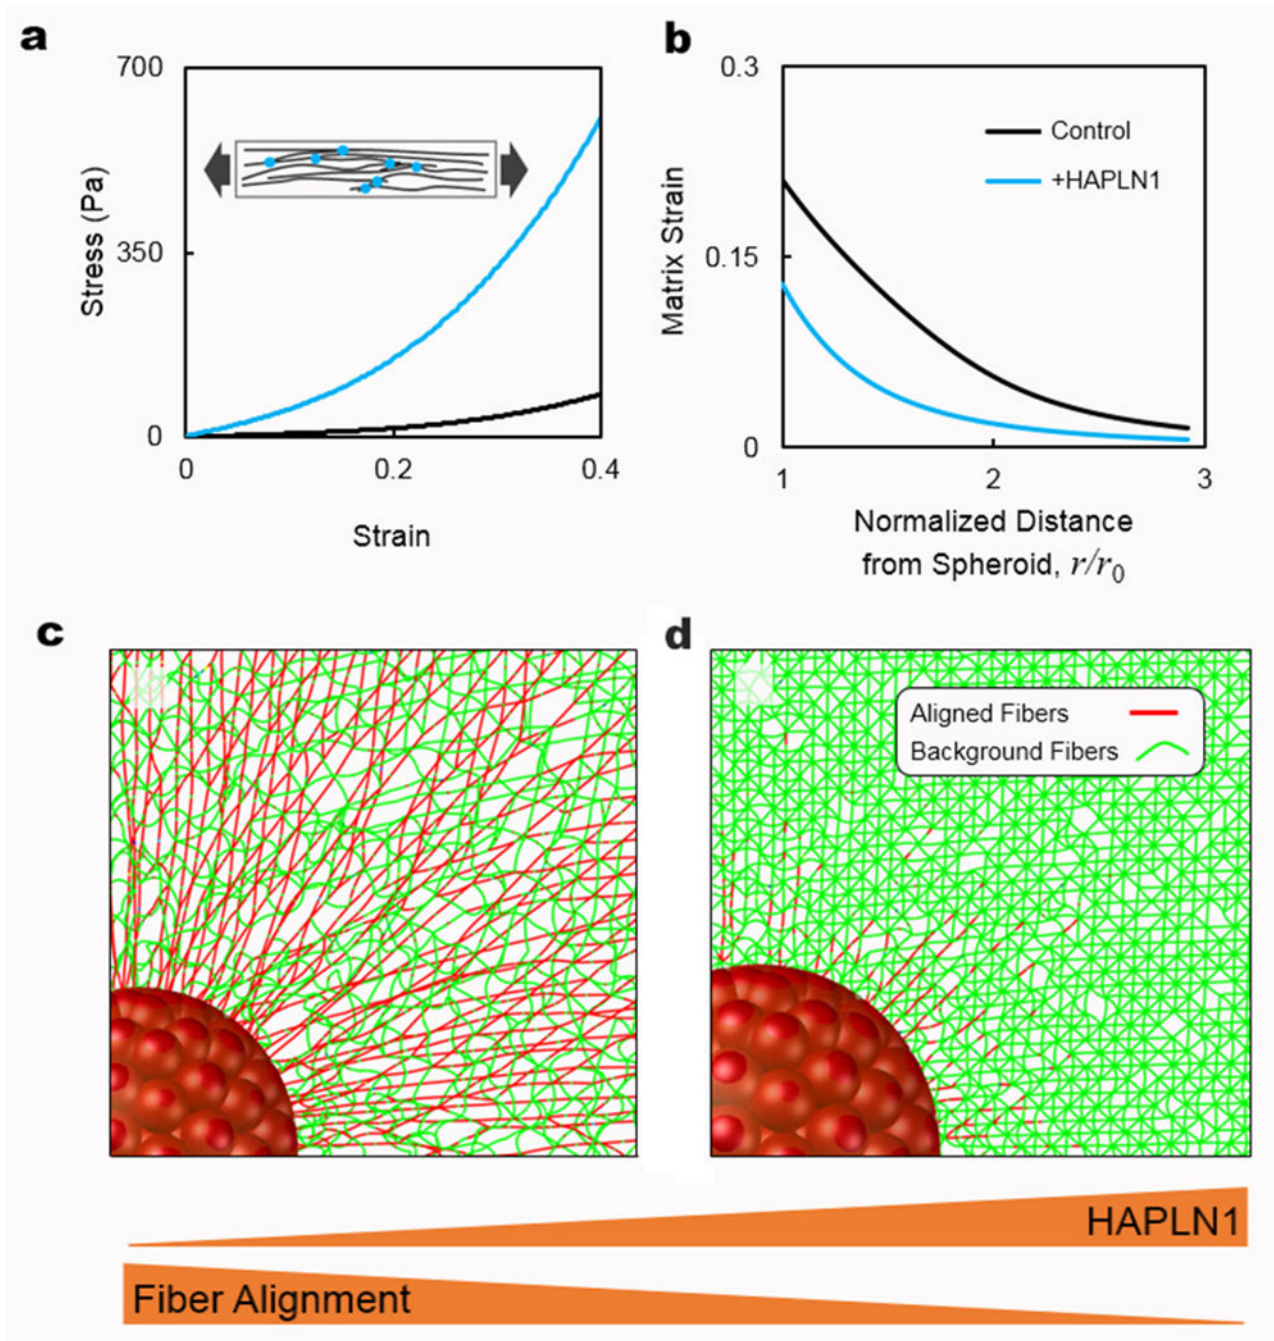 a
700
350
0
Stress (Pa)
0
0.2
0.4
Strain
b
0.3
0.15
0
Matrix Strain
Control
+HAPLN1
1
2
3
Normalized Distance
from Spheroid, r/r₀
c
d
Aligned Fibers
Background Fibers
HAPLN1
Fiber Alignment